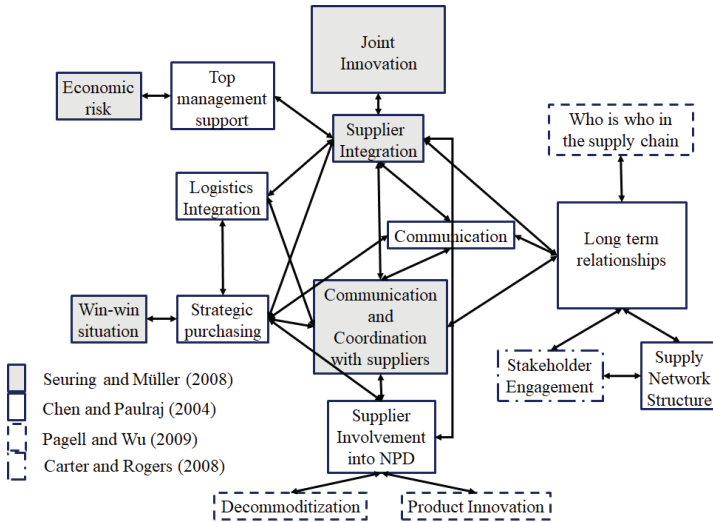 Joint
Innovation
Economic
risk
Top
management
support
Supplier
Integration
Who is who in
the supply chain
Logistics
Integration
Communication
Long term
relationships
Win-win
situation
Strategic
purchasing
Communication
and
Coordination
with suppliers
Stakeholder
Engagement
Supply
Network
Structure
Seuring and Müller (2008)
Chen and Paulraj (2004)
Pagell and Wu (2009)
Carter and Rogers (2008)
Supplier
Involvement
into NPD
Decommoditization
Product Innovation